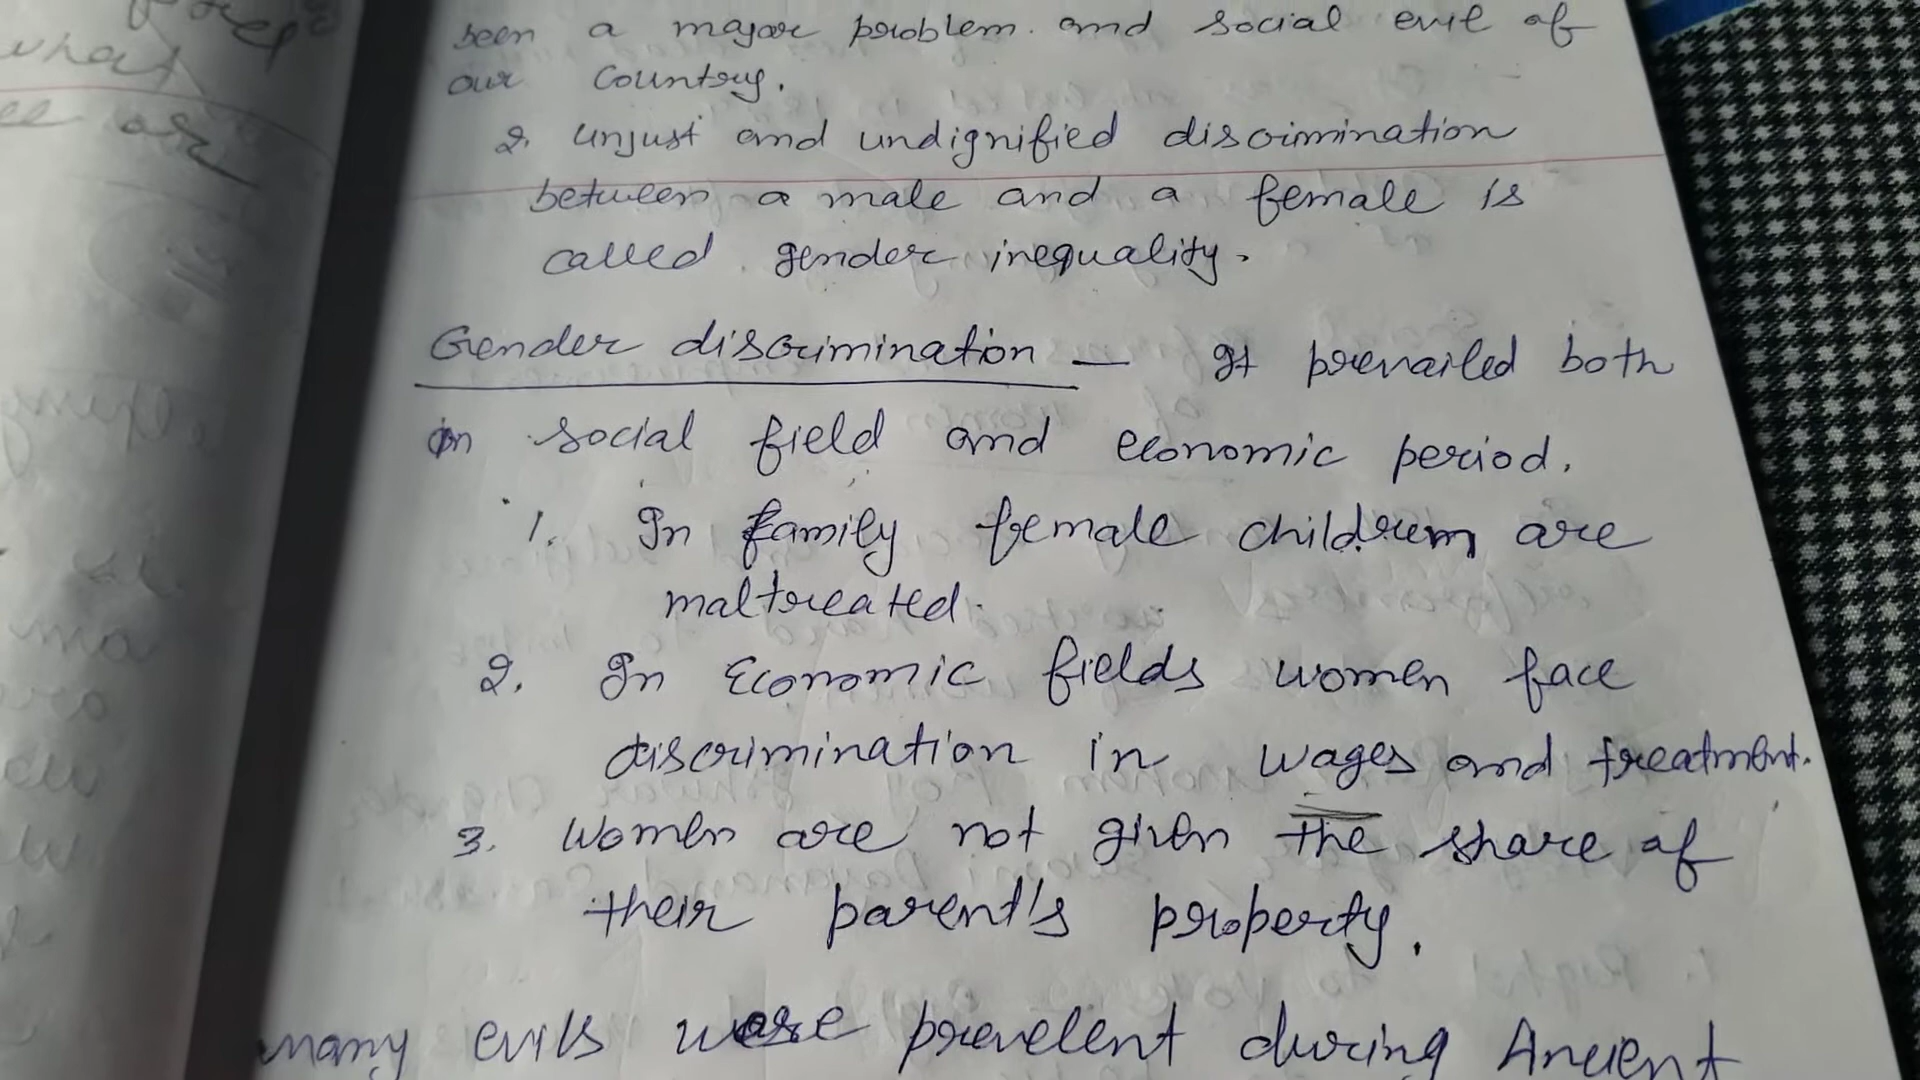 been a major problem. and social evil of
our Country.
2. unjust and undignified discrimination
between a male and a female is
called gender inequality.
Gender discrimination — It prevailed both
in social field and economic period.
1. In family female children are
maltreated.
2. In Economic fields women face
discrimination in wages and treatment.
3. Women are not given the share of
their parent's property.
many evils were prevelent during Ancient